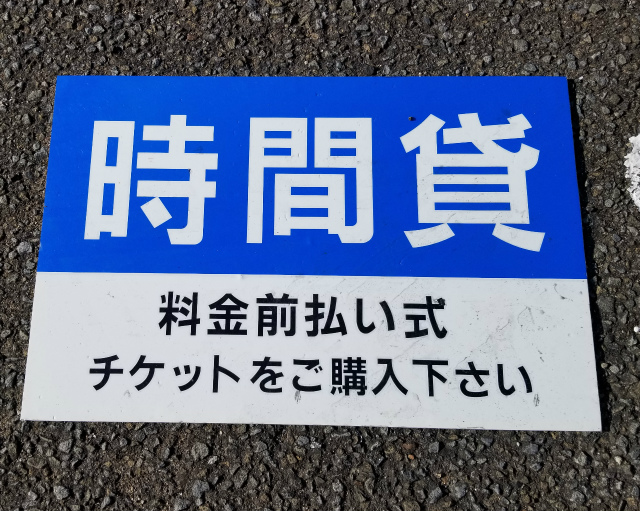 時間貸
料金前払い式
チケットをご購入下さい